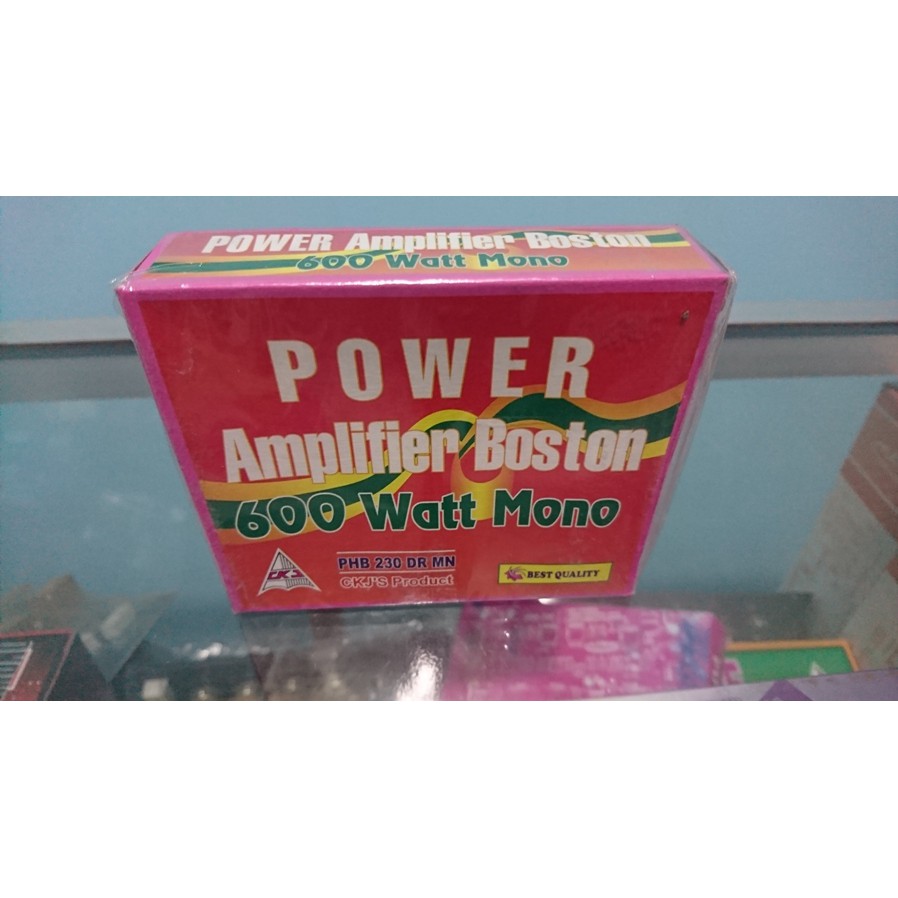 POWER Amplifier Boston
600 Watt Mono
POWER
Amplifier Boston
600 Watt Mono
CKJ
PHB 230 DR MN
CKJ'S Product
BEST QUALITY